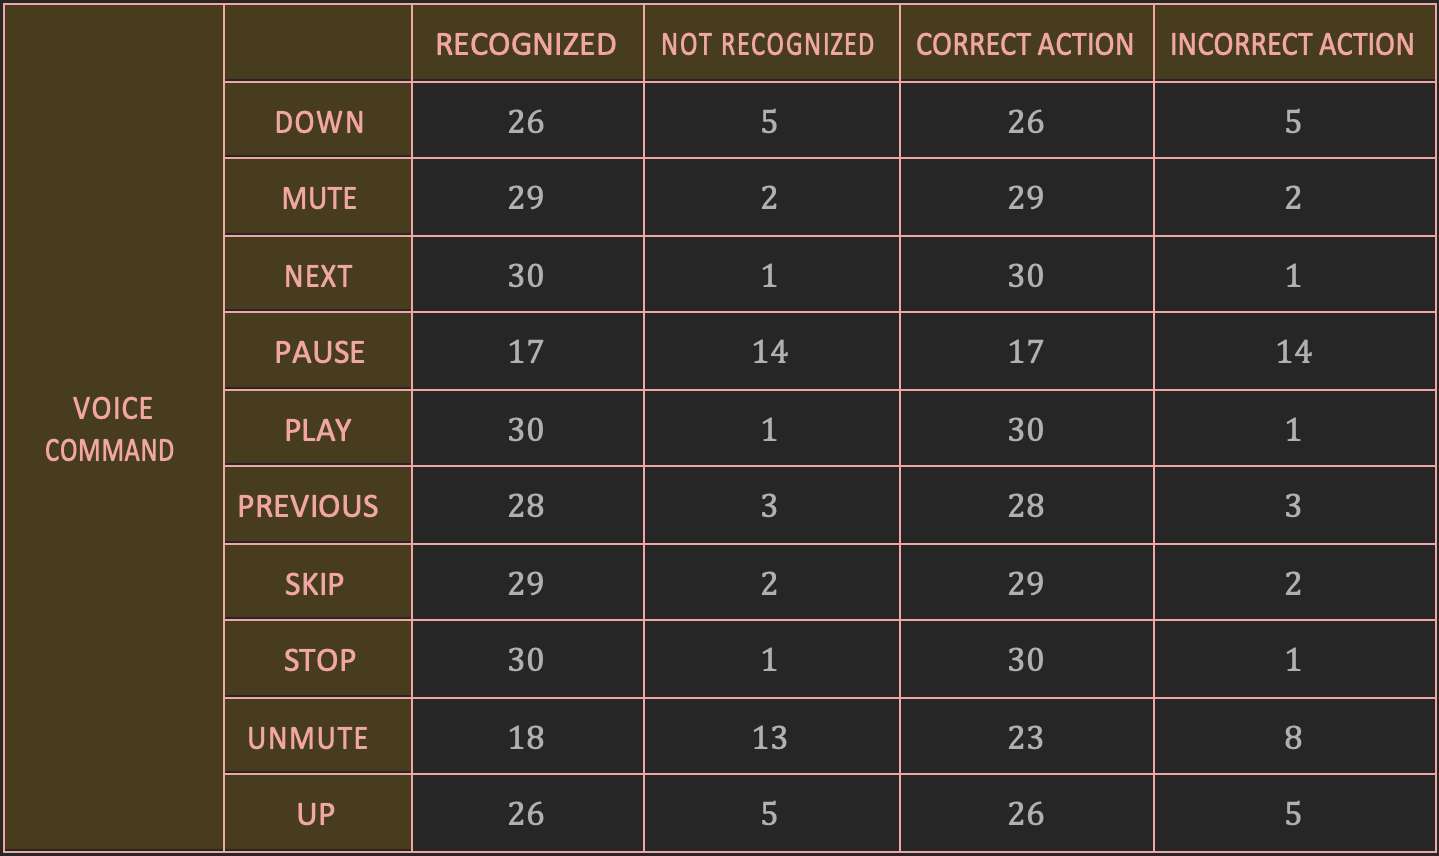 RECOGNIZED NOT RECOGNIZED CORRECT ACTION INCORRECT ACTION
DOWN 26 5 26 5
MUTE 29 2 29 2
NEXT 30 1 30 1
PAUSE 17 14 17 14
VOICE
COMMAND
PLAY 30 1 30 1
PREVIOUS 28 3 28 3
SKIP 29 2 29 2
STOP 30 1 30 1
UNMUTE 18 13 23 8
UP 26 5 26 5